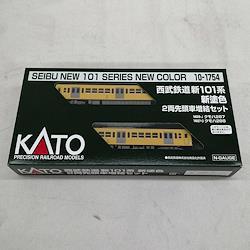 SEIBU NEW 101 SERIES NEW COLOR 10-1754
西武鉄道新101系
新塗色
2両先頭車増結セット
KATO
PRECISION RAILROAD MODELS
N-GAUGE